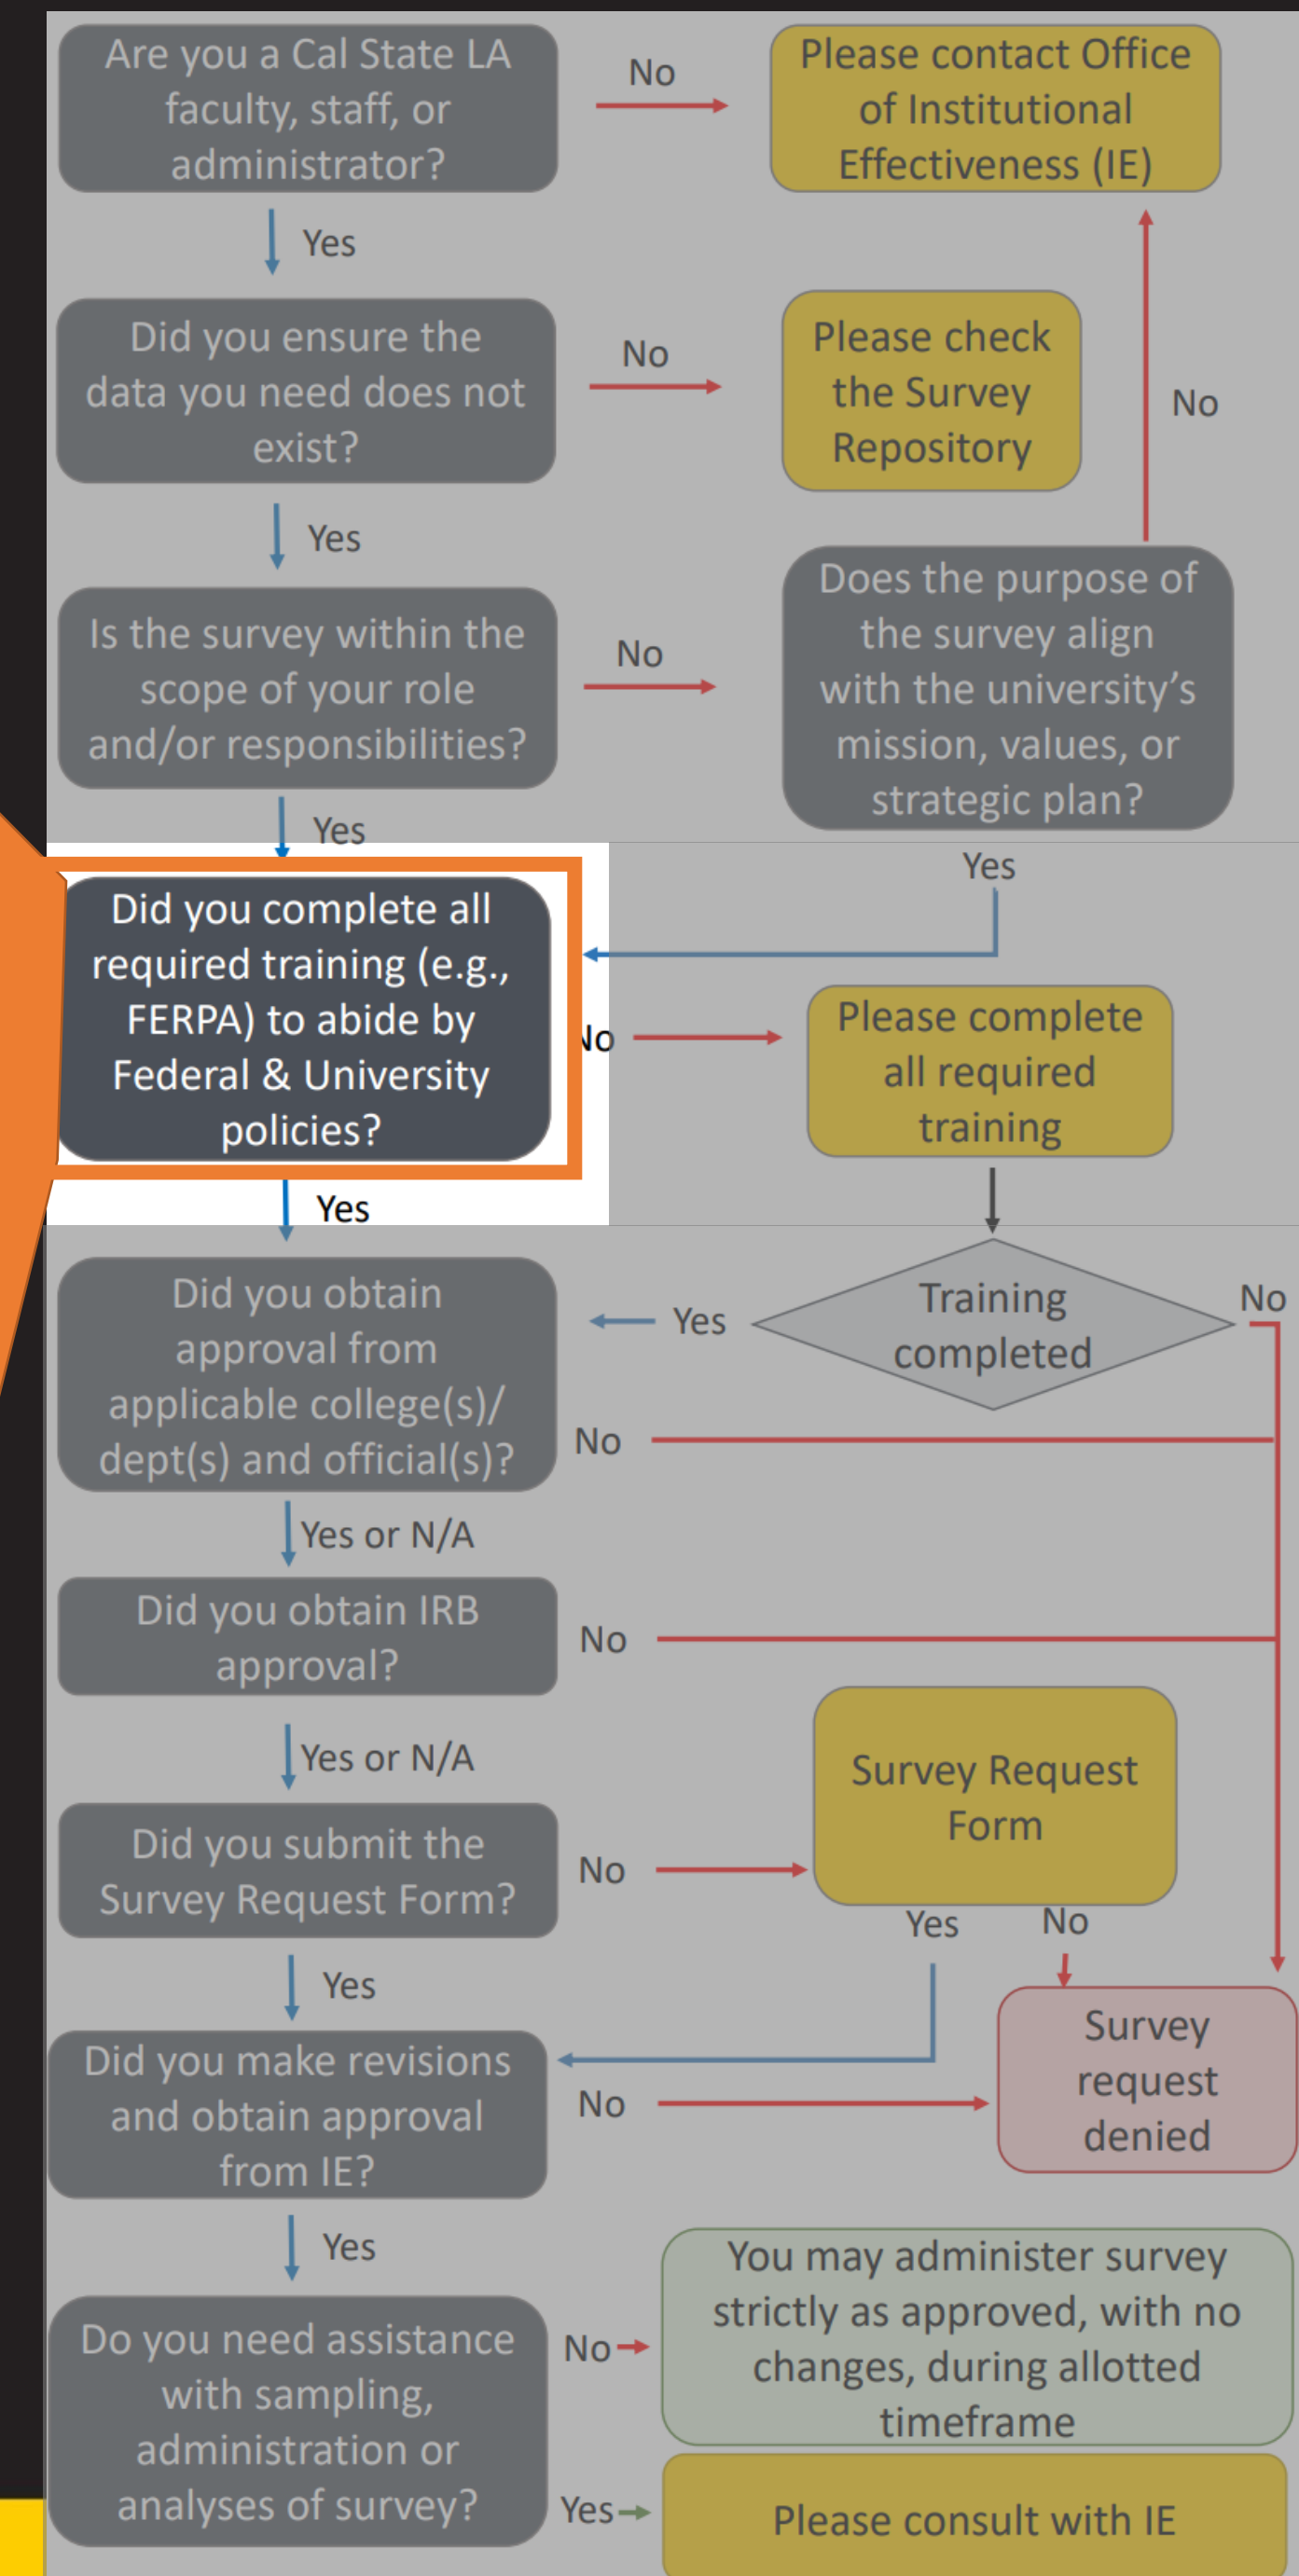 Are you a Cal State LA
faculty, staff, or
administrator?
No
Please contact Office
of Institutional
Effectiveness (IE)
Yes
Did you ensure the
data you need does not
exist?
No
Please check
the Survey
Repository
No
Yes
Is the survey within the
scope of your role
and/or responsibilities?
No
Does the purpose of
the survey align
with the university’s
mission, values, or
strategic plan?
Yes
Yes
Did you complete all
required training (e.g.,
FERPA) to abide by
Federal & University
policies?
No
Please complete
all required
training
Yes
Did you obtain
approval from
applicable college(s)/
dept(s) and official(s)?
Yes
Training
completed
No
No
Yes or N/A
Did you obtain IRB
approval?
No
Yes or N/A
Survey Request
Form
Did you submit the
Survey Request Form?
No
Yes
No
Yes
Did you make revisions
and obtain approval
from IE?
No
Survey
request
denied
Yes
Do you need assistance
with sampling,
administration or
analyses of survey?
No
You may administer survey
strictly as approved, with no
changes, during allotted
timeframe
Yes
Please consult with IE